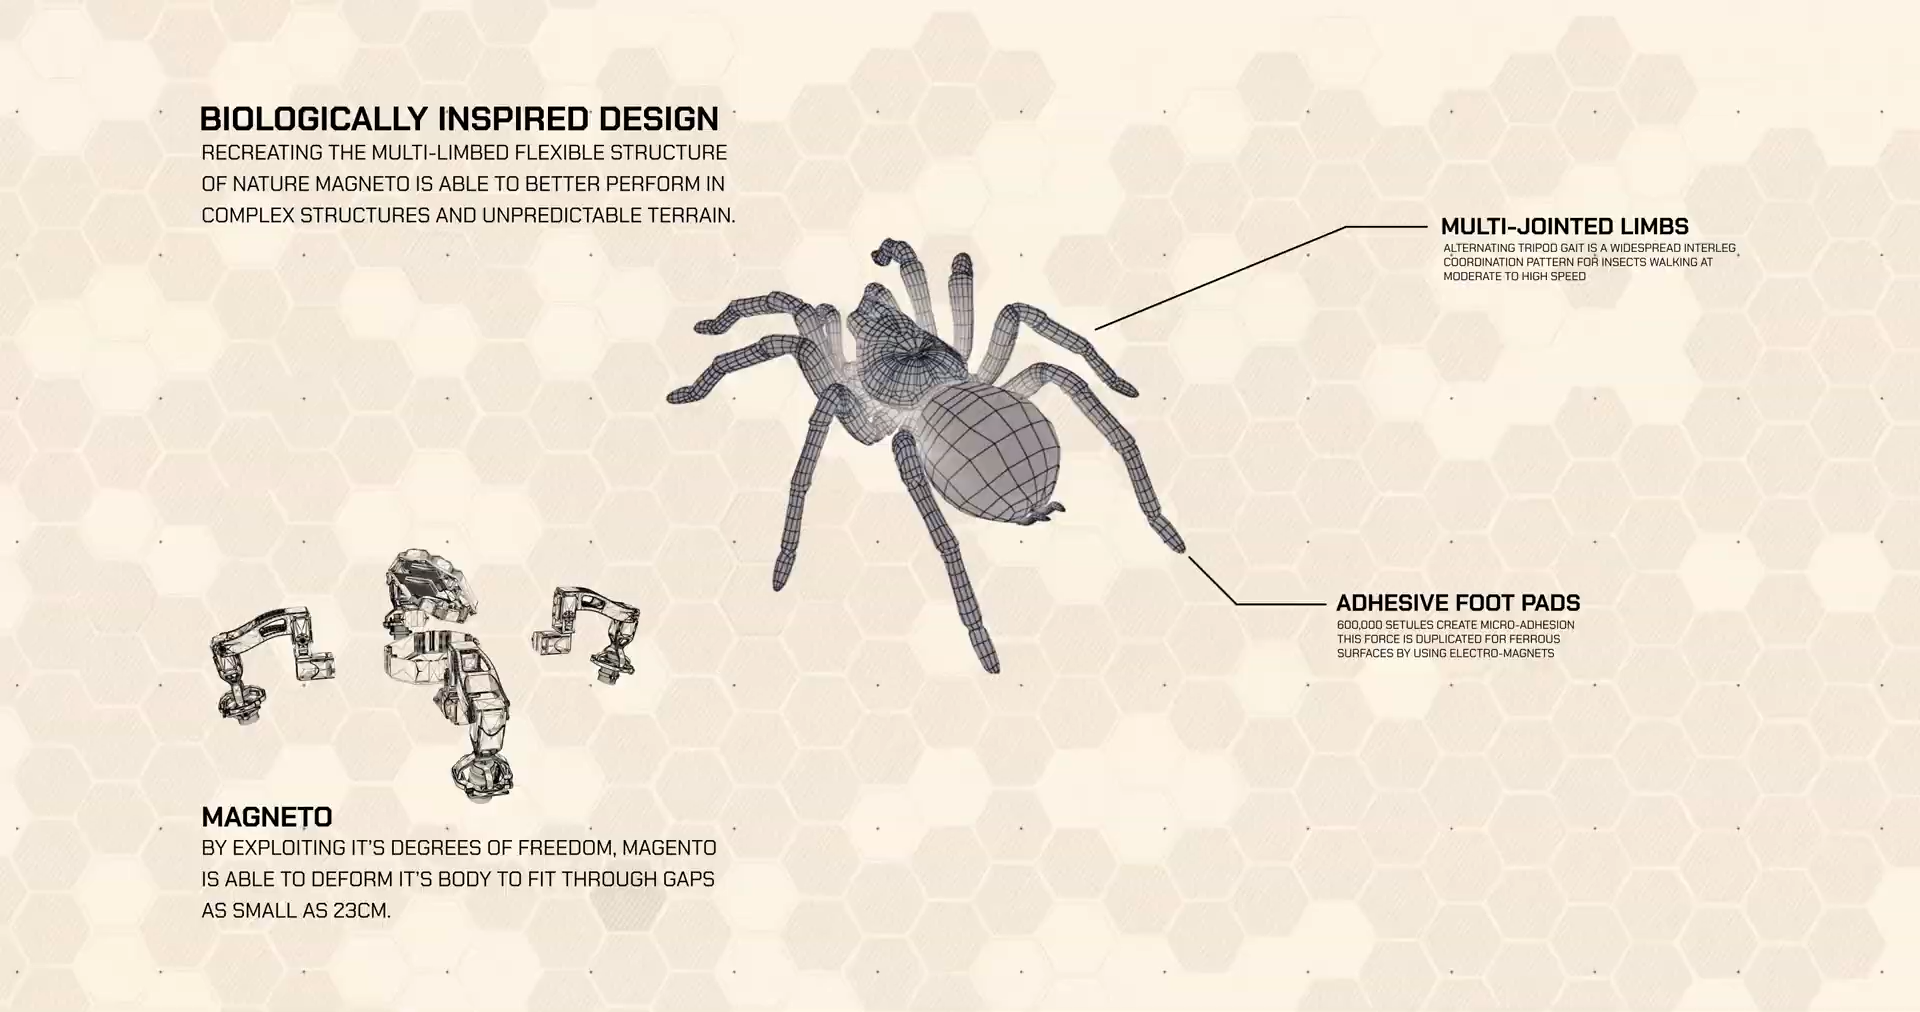 BIOLOGICALLY INSPIRED DESIGN
RECREATING THE MULTI-LIMBED FLEXIBLE STRUCTURE
OF NATURE MAGNETO IS ABLE TO BETTER PERFORM IN
COMPLEX STRUCTURES AND UNPREDICTABLE TERRAIN.
MULTI-JOINTED LIMBS
ALTERNATING TRIPOD GAIT IS A WIDESPREAD INTERLEG
COORDINATION PATTERN FOR INSECTS WALKING AT
MODERATE TO HIGH SPEED
ADHESIVE FOOT PADS
600,000 SETULES CREATE MICRO-ADHESION
THIS FORCE IS DUPLICATED FOR FERROUS
SURFACES BY USING ELECTRO-MAGNETS
MAGNETO
BY EXPLOITING IT'S DEGREES OF FREEDOM, MAGENTO
IS ABLE TO DEFORM IT'S BODY TO FIT THROUGH GAPS
AS SMALL AS 23CM.